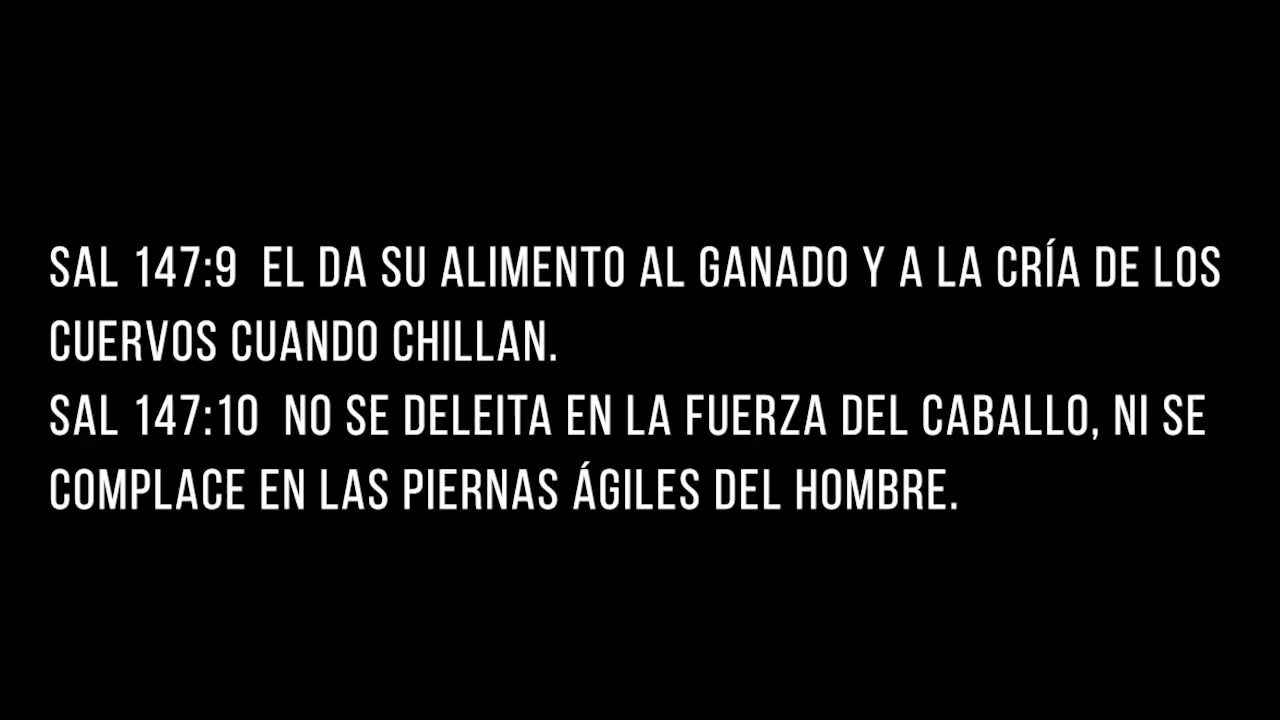 SAL 147:9  EL DA SU ALIMENTO AL GANADO Y A LA CRÍA DE LOS
CUERVOS CUANDO CHILLAN.
SAL 147:10  NO SE DELEITA EN LA FUERZA DEL CABALLO, NI SE
COMPLACE EN LAS PIERNAS ÁGILES DEL HOMBRE.